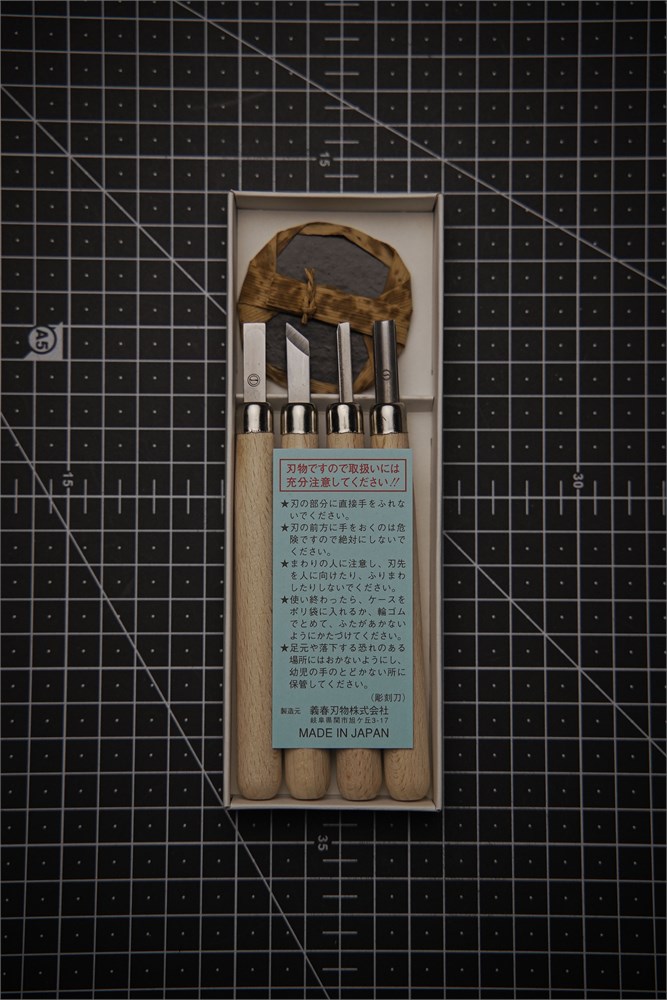 15
A5
15
30
刃物ですので取扱いには
充分注意してください!!
★刃の部分に直接手をふれな
いでください。
★刃の前方に手をおくのは危
険ですので絶対にしないで
ください。
★まわりの人に注意し、刃先
を人に向けたり、ふりまわ
したりしないでください。
★使い終わったら、ケースを
ポリ袋に入れるか、輪ゴム
でとめて、ふたがあかない
ようにかたづけてください。
★足元や落下する恐れのある
場所にはおかないようにし、
幼児の手のとどかない所に
保管してください。
(彫刻刀)
製造元 義春刃物株式会社
岐阜県関市旭ケ丘3-17
MADE IN JAPAN
35